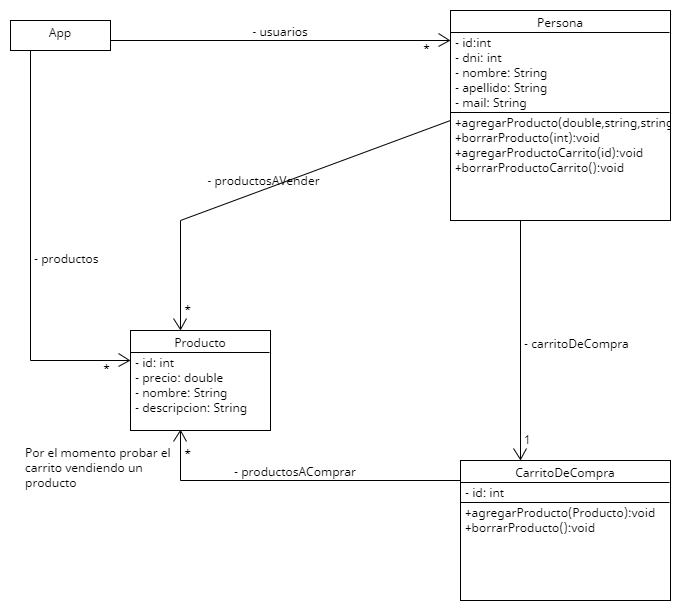 App
- usuarios
*
Persona
- id:int
- dni: int
- nombre: String
- apellido: String
- mail: String
+agregarProducto(double,string,string
+borrarProducto(int):void
+agregarProductoCarrito(id):void
+borrarProductoCarrito():void
- productosAVender
*
- productos
*
- carritoDeCompra
1
Producto
- id: int
- precio: double
- nombre: String
- descripcion: String
Por el momento probar el
carrito vendiendo un
producto
*
- productosAComprar
CarritoDeCompra
- id: int
+agregarProducto(Producto):void
+borrarProducto():void